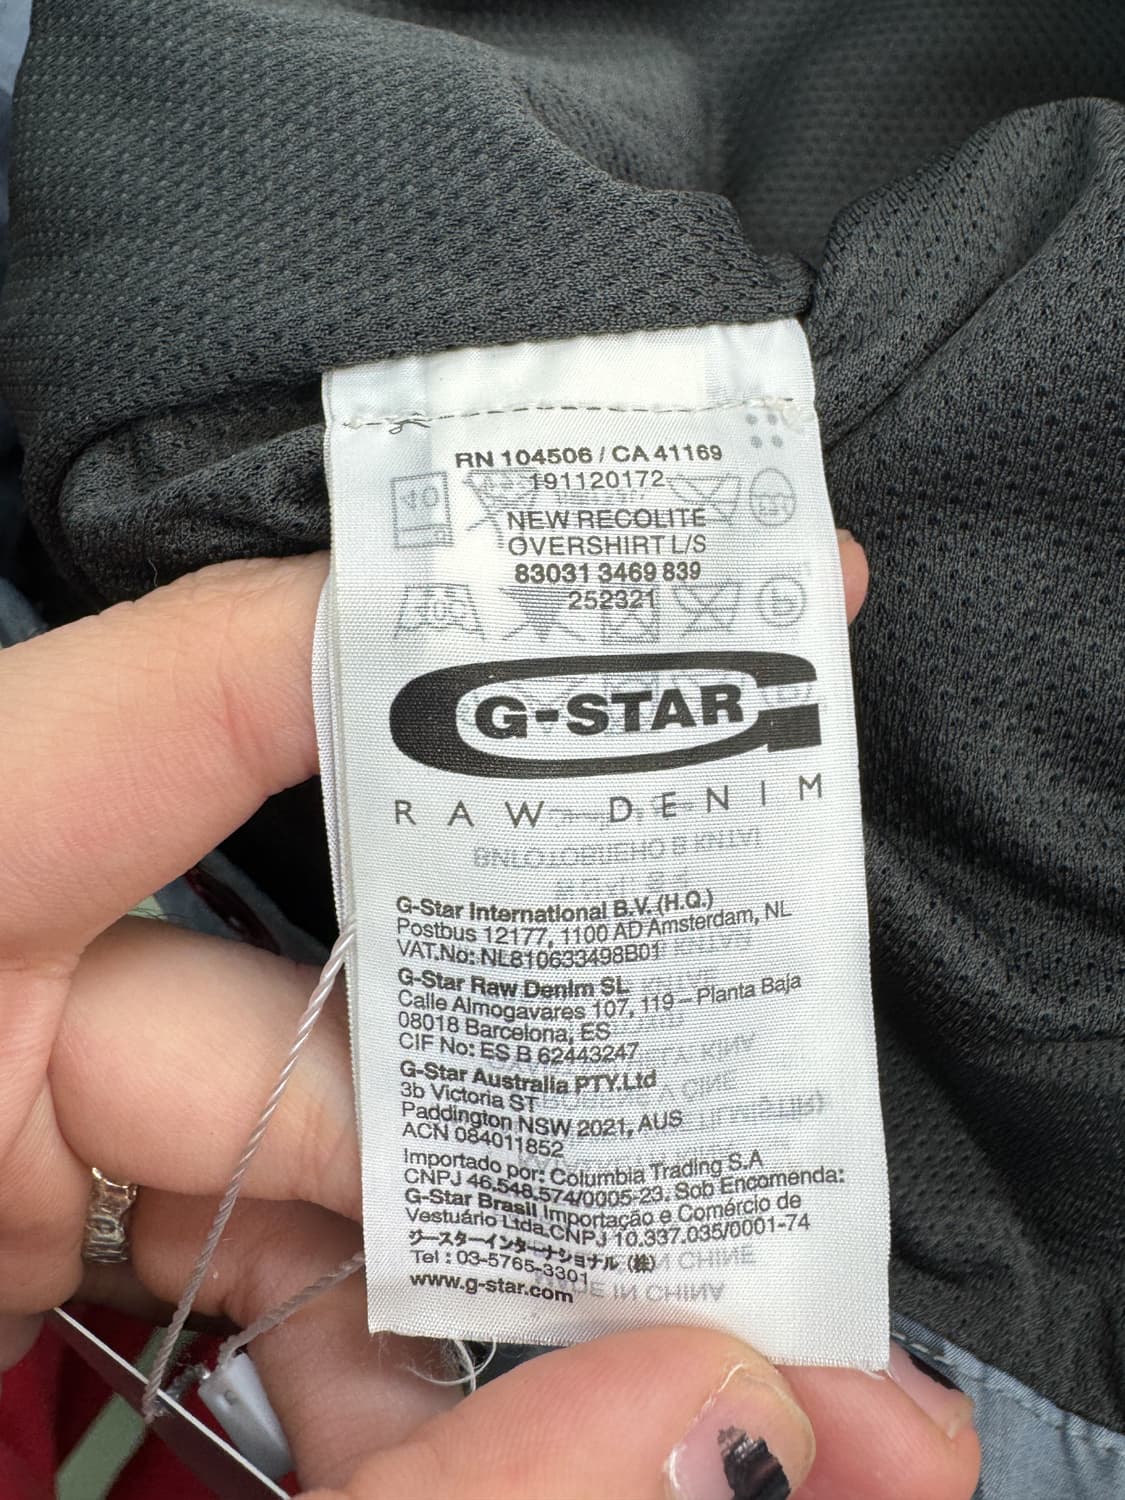 RN 104506 / CA 41169
191120172
NEW RECOLITE
OVERSHIRT L/S
83031 3469 839
252321
G-STAR
RAW DENIM
G-Star International B.V. (H.Q.)
Postbus 12177, 1100 AD Amsterdam, NL
VAT.No: NL810633498B01
G-Star Raw Denim SL
Calle Almogavares 107, 119 – Planta Baja
08018 Barcelona, ES
CIF No: ES B 62443247
G-Star Australia PTY.Ltd
3b Victoria ST
Paddington NSW 2021, AUS
ACN 084011852
Importado por: Columbia Trading S.A
CNPJ 46.548.574/0005-23. Sob Encomenda:
G-Star Brasil Importação e Comércio de
Vestuário Ltda.CNPJ 10.337.035/0001-74
ジースターインターナショナル (株)
Tel : 03-5765-3301
www.g-star.com
MADE IN CHINA